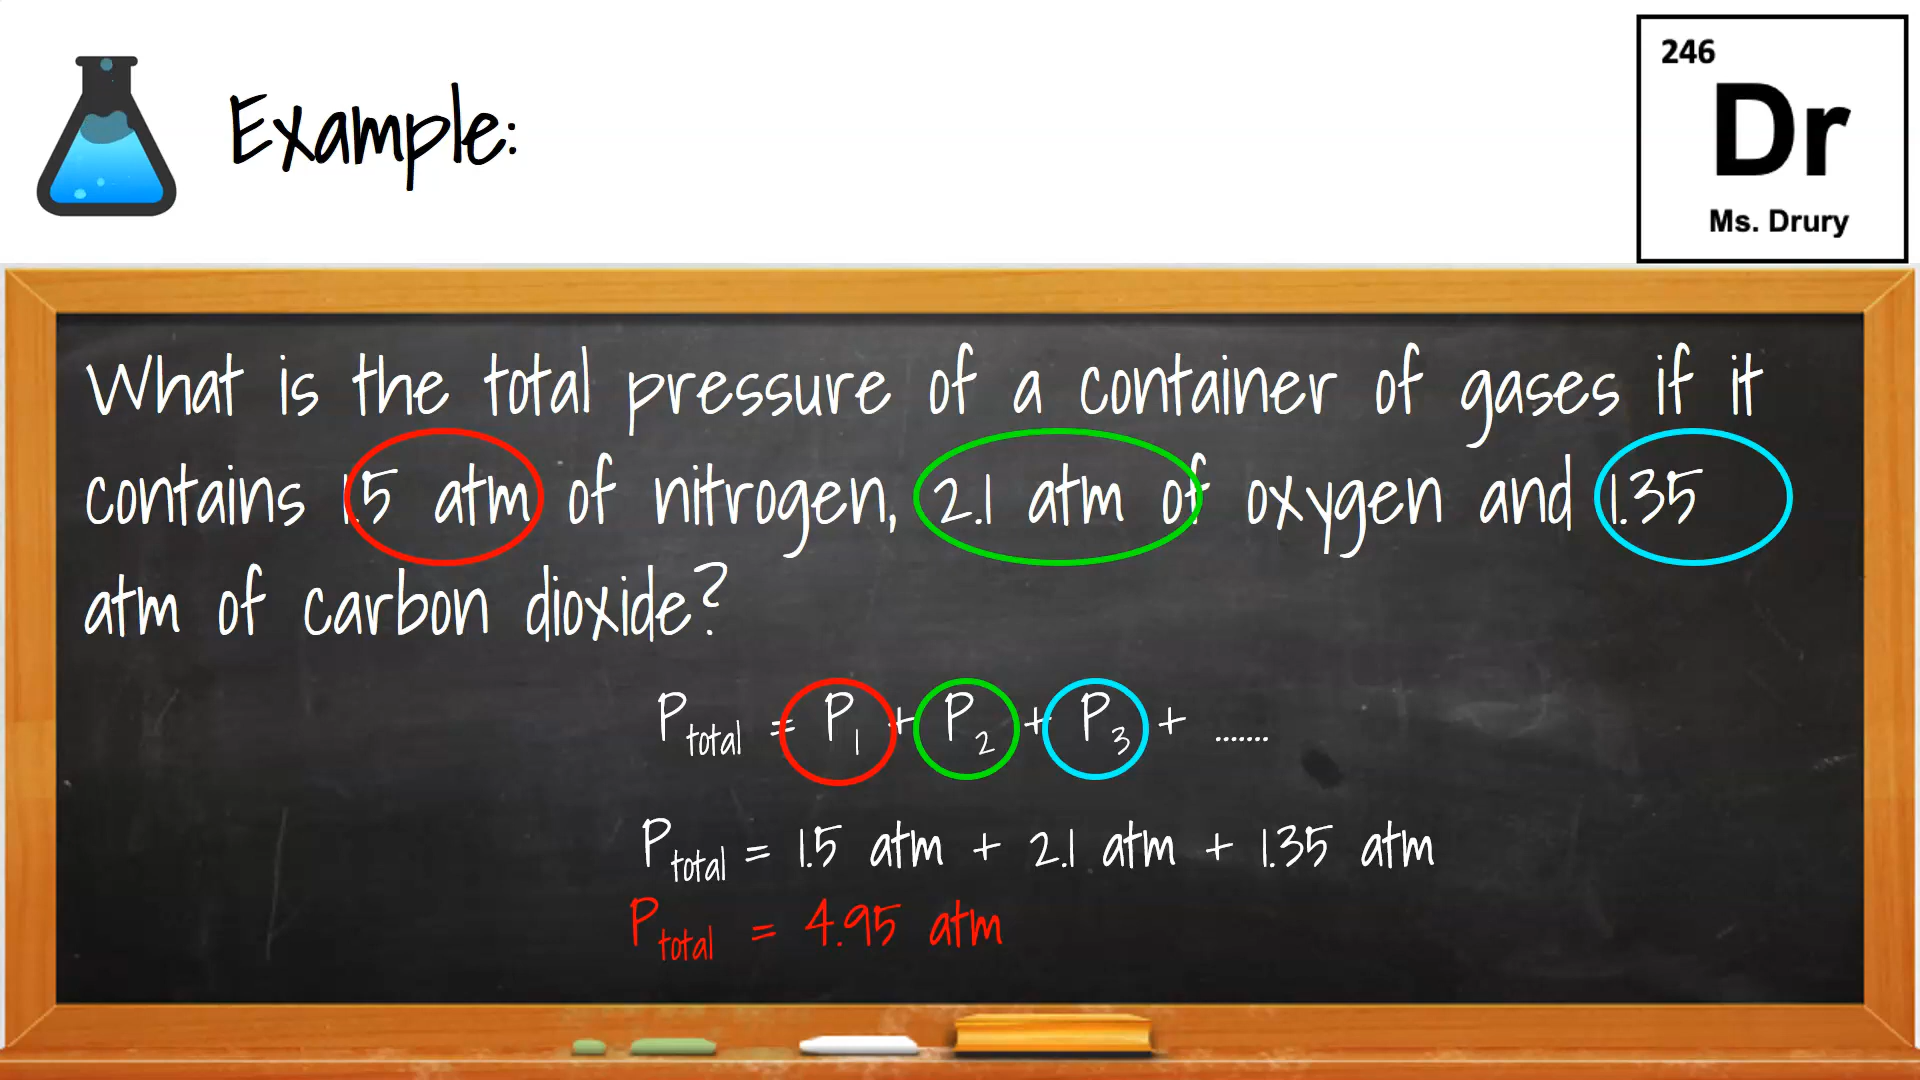 Example:
246
Dr
Ms. Drury
What is the total pressure of a container of gases if it
contains 1.5 atm of nitrogen, 2.1 atm of oxygen and 1.35
atm of carbon dioxide?
Ptotal = P1 + P2 + P3 + .......
Ptotal = 1.5 atm + 2.1 atm + 1.35 atm
Ptotal = 4.95 atm